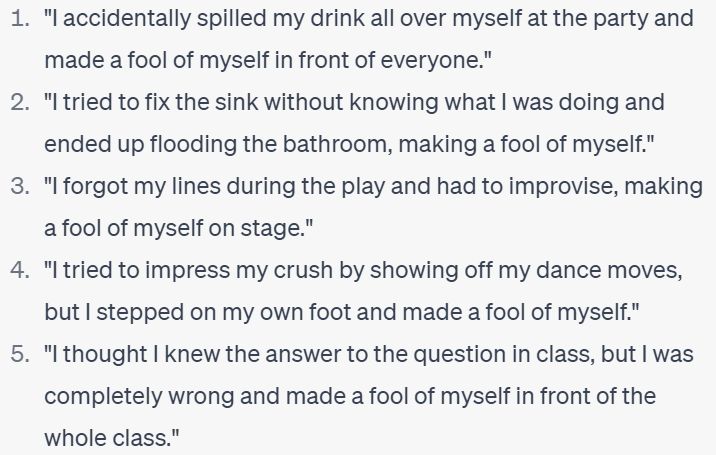 1. "I accidentally spilled my drink all over myself at the party and
made a fool of myself in front of everyone."
2. "I tried to fix the sink without knowing what I was doing and
ended up flooding the bathroom, making a fool of myself."
3. "I forgot my lines during the play and had to improvise, making
a fool of myself on stage."
4. "I tried to impress my crush by showing off my dance moves,
but I stepped on my own foot and made a fool of myself."
5. "I thought I knew the answer to the question in class, but I was
completely wrong and made a fool of myself in front of the
whole class."